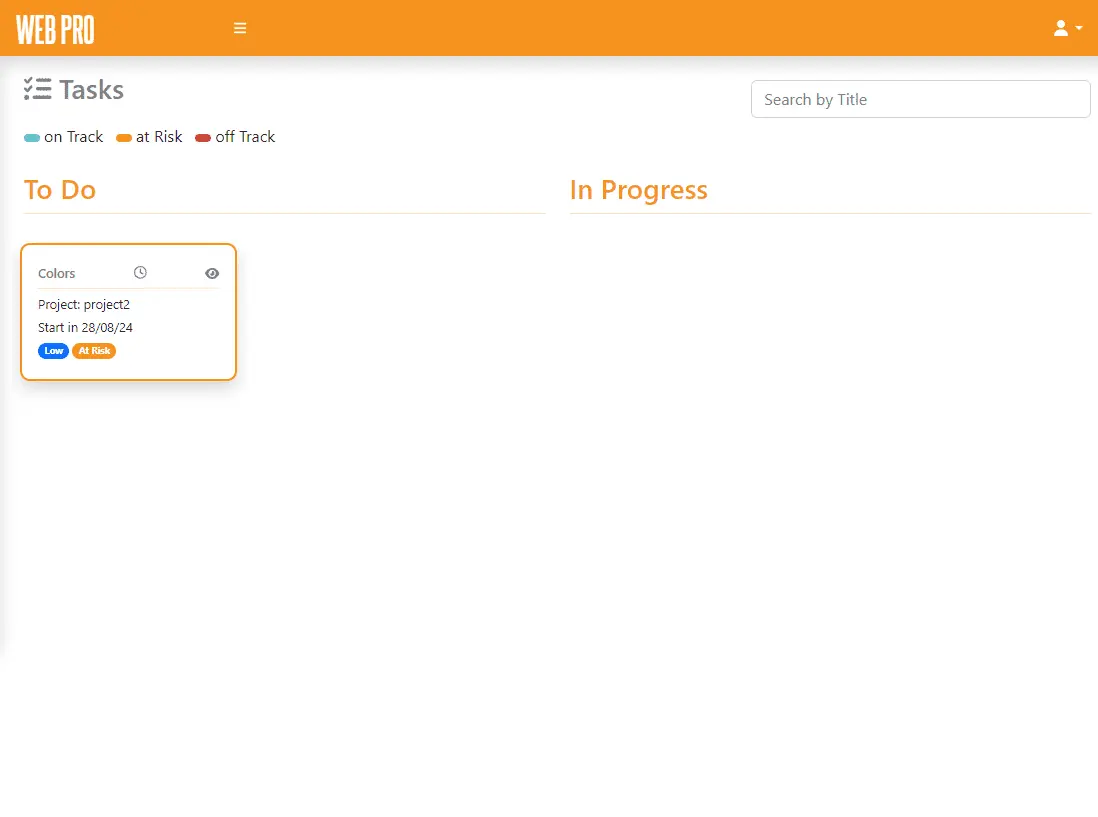 WEB PRO
Tasks
Search by Title
on Track at Risk off Track
To Do
In Progress
Colors
Project: project2
Start in 28/08/24
Low At Risk